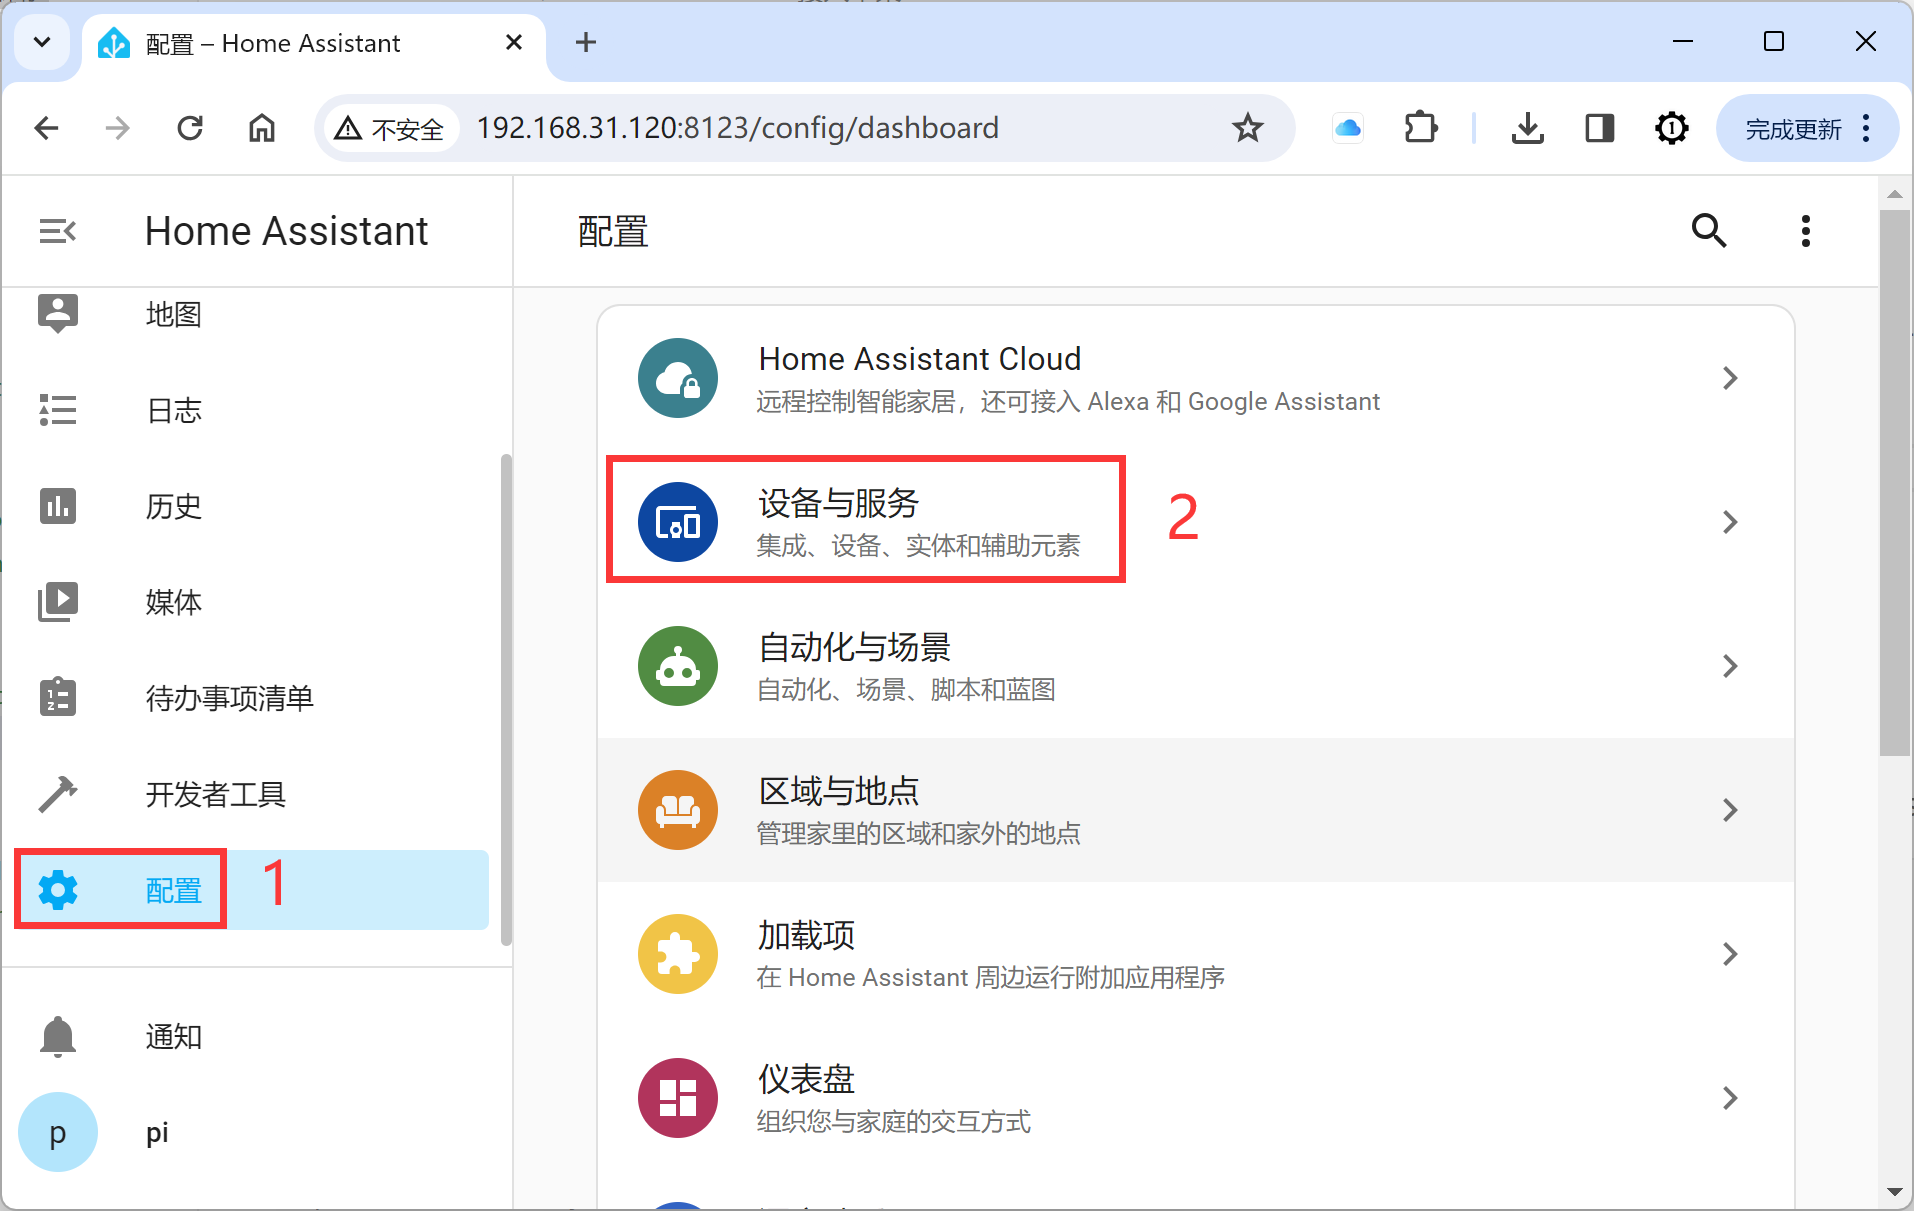 配置 – Home Assistant
不安全
192.168.31.120:8123/config/dashboard
完成更新
Home Assistant
配置
地图
日志
历史
媒体
待办事项清单
开发者工具
配置
1
通知
p
pi
Home Assistant Cloud
远程控制智能家居，还可接入 Alexa 和 Google Assistant
设备与服务
集成、设备、实体和辅助元素
2
自动化与场景
自动化、场景、脚本和蓝图
区域与地点
管理家里的区域和家外的地点
加载项
在 Home Assistant 周边运行附加应用程序
仪表盘
组织您与家庭的交互方式